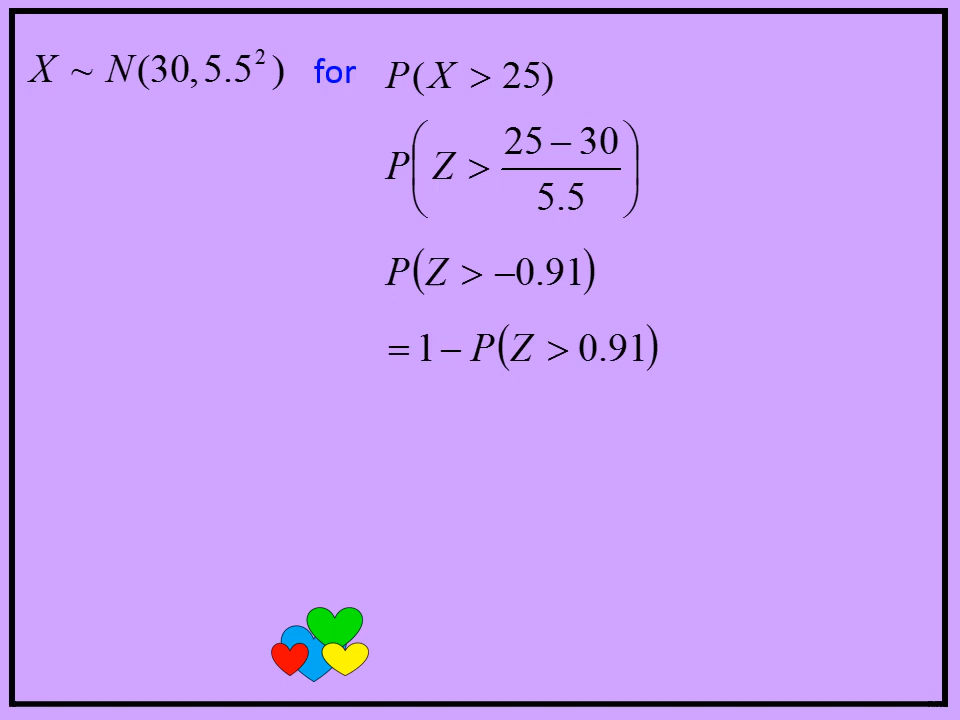 X ~ N(30, 5.5²) for P(X > 25)
P(Z > (25 − 30)/5.5)
P(Z > −0.91)
= 1 − P(Z > 0.91)